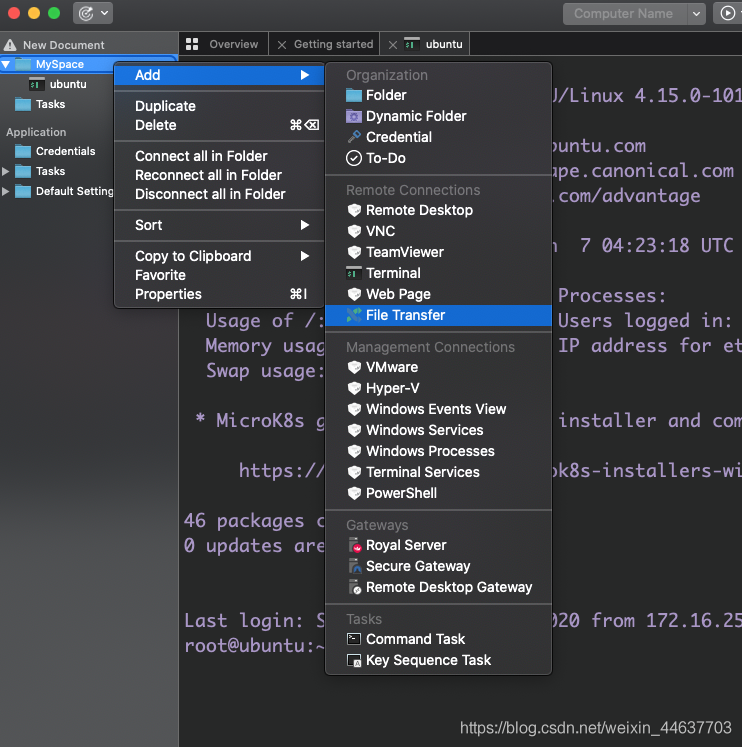 Computer Name
New Document
Overview
Getting started
ubuntu
MySpace
ubuntu
Tasks
Application
Credentials
Tasks
Default Setting
Add
Duplicate
Delete ⌘⌫
Connect all in Folder
Reconnect all in Folder
Disconnect all in Folder
Sort
Copy to Clipboard
Favorite
Properties ⌘I
Organization
Folder
Dynamic Folder
Credential
To-Do
Remote Connections
Remote Desktop
VNC
TeamViewer
Terminal
Web Page
File Transfer
Management Connections
VMware
Hyper-V
Windows Events View
Windows Services
Windows Processes
Terminal Services
PowerShell
Gateways
Royal Server
Secure Gateway
Remote Desktop Gateway
Tasks
Command Task
Key Sequence Task
/Linux 4.15.0-101
buntu.com
ape.canonical.com
.com/advantage
7 04:23:18 UTC
Processes:
Usage of /: Users logged in:
Memory usag IP address for et
Swap usage:
* MicroK8s g installer and com
https:// ok8s-installers-wi
46 packages c
0 updates are
Last login: S 020 from 172.16.25
root@ubuntu:~
https://blog.csdn.net/weixin_44637703